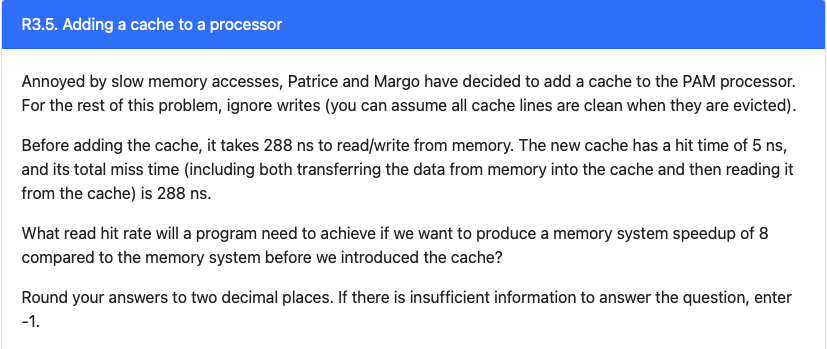 R3.5. Adding a cache to a processor
Annoyed by slow memory accesses, Patrice and Margo have decided to add a cache to the PAM processor.
For the rest of this problem, ignore writes (you can assume all cache lines are clean when they are evicted).
Before adding the cache, it takes 288 ns to read/write from memory. The new cache has a hit time of 5 ns,
and its total miss time (including both transferring the data from memory into the cache and then reading it
from the cache) is 288 ns.
What read hit rate will a program need to achieve if we want to produce a memory system speedup of 8
compared to the memory system before we introduced the cache?
Round your answers to two decimal places. If there is insufficient information to answer the question, enter
-1.